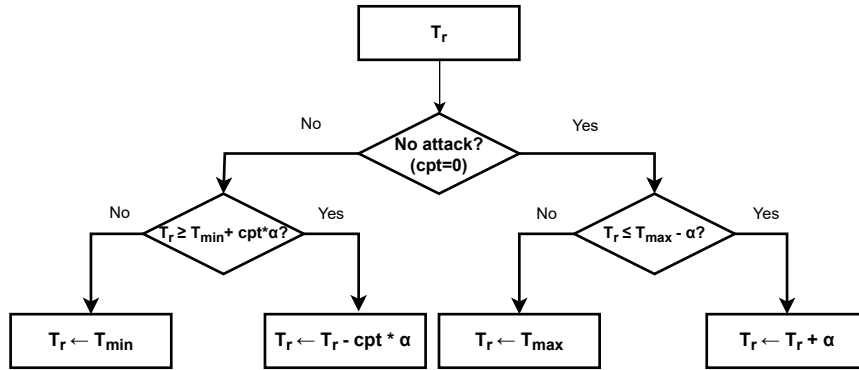 Tr
No
Yes
No attack?
(cpt=0)
No
Yes
No
Yes
Tr ≥ Tmin+ cpt*α?
Tr ≤ Tmax - α?
Tr ← Tmin
Tr ← Tr - cpt * α
Tr ← Tmax
Tr ← Tr + α